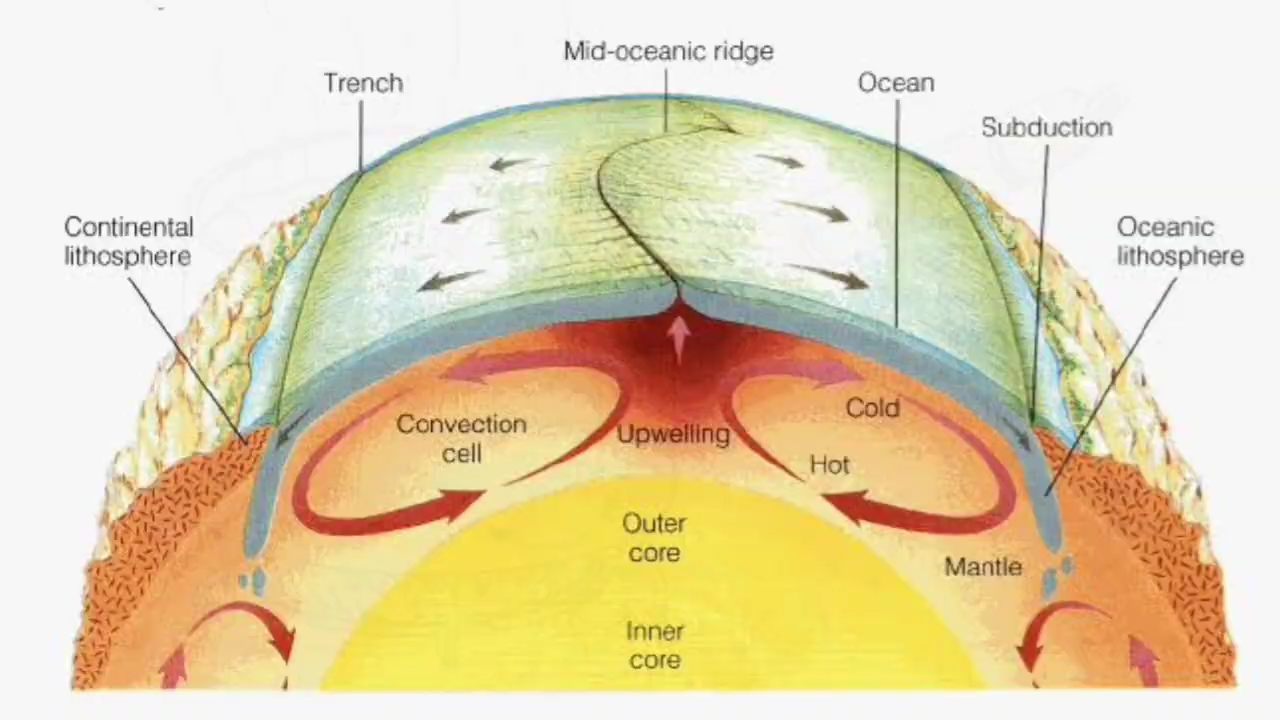 Mid-oceanic ridge
Trench
Ocean
Subduction
Continental
lithosphere
Oceanic
lithosphere
Convection
cell
Upwelling
Cold
Hot
Outer
core
Mantle
Inner
core